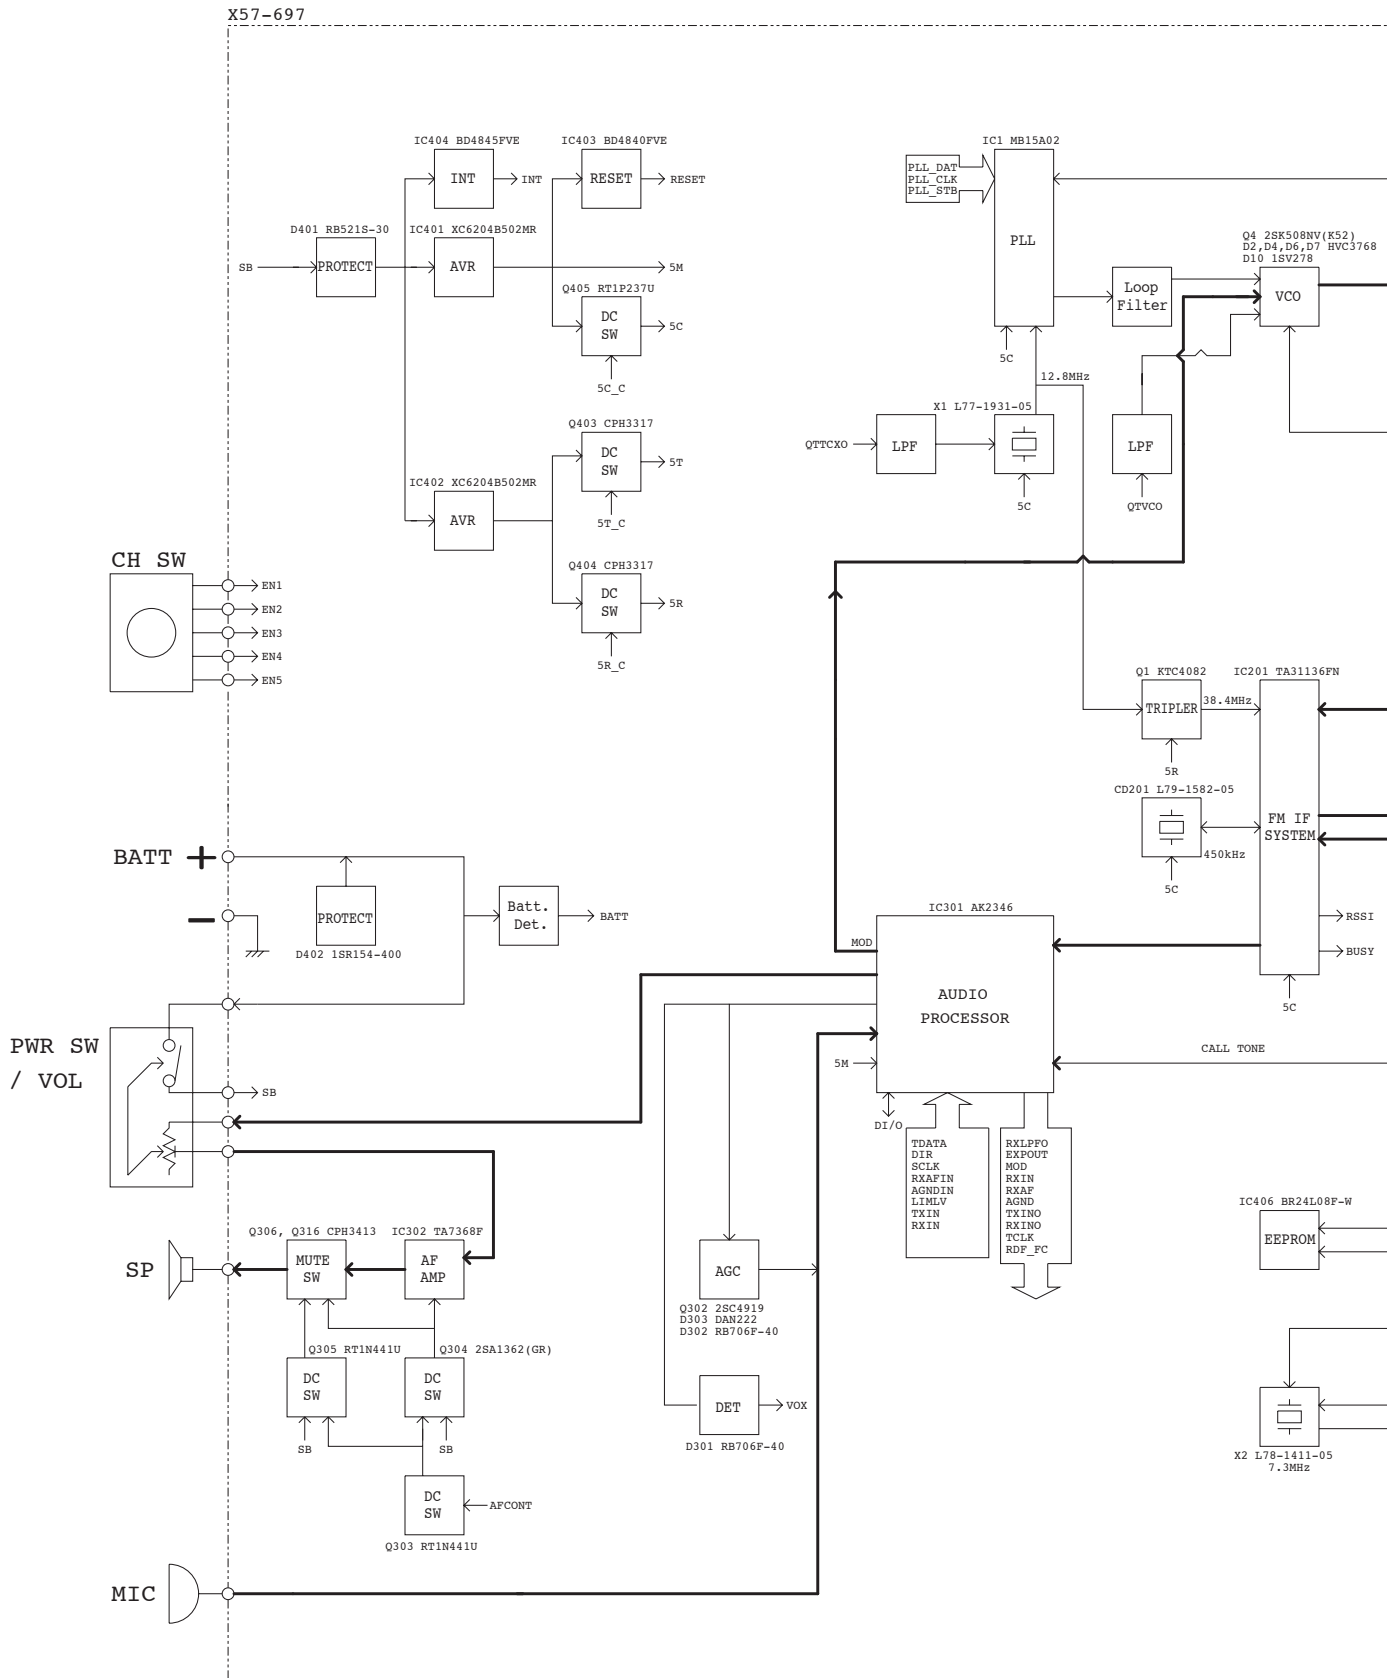 X57-697
IC404 BD4845FVE
INT
INT
IC403 BD4840FVE
RESET
RESET
D401 RB521S-30
SB
PROTECT
IC401 XC6204B502MR
AVR
5M
Q405 RT1P237U
DC
SW
5C
5C_C
Q403 CPH3317
DC
SW
5T
5T_C
IC402 XC6204B502MR
AVR
Q404 CPH3317
DC
SW
5R
5R_C
IC1 MB15A02
PLL_DAT
PLL_CLK
PLL_STB
PLL
5C
12.8MHz
Loop
Filter
Q4 2SK508NV(K52)
D2,D4,D6,D7 HVC3768
D10 1SV278
VCO
X1 L77-1931-05
QTTCXO
LPF
5C
LPF
QTVCO
CH SW
EN1
EN2
EN3
EN4
EN5
Q1 KTC4082
TRIPLER
38.4MHz
5R
IC201 TA31136FN
FM IF
SYSTEM
CD201 L79-1582-05
450kHz
5C
RSSI
BUSY
5C
BATT +
−
PROTECT
D402 1SR154-400
Batt.
Det.
BATT
IC301 AK2346
MOD
AUDIO
PROCESSOR
5M
CALL TONE
DI/O
TDATA
DIR
SCLK
RXAFIN
AGNDIN
LIMLV
TXIN
RXIN
RXLPFO
EXPOUT
MOD
RXIN
RXAF
AGND
TXINO
RXINO
TCLK
RDF_FC
PWR SW
/ VOL
SB
Q306, Q316 CPH3413
MUTE
SW
IC302 TA7368F
AF
AMP
SP
Q305 RT1N441U
DC
SW
SB
Q304 2SA1362(GR)
DC
SW
SB
DC
SW
AFCONT
Q303 RT1N441U
AGC
Q302 2SC4919
D303 DAN222
D302 RB706F-40
DET
VOX
D301 RB706F-40
IC406 BR24L08F-W
EEPROM
X2 L78-1411-05
7.3MHz
MIC